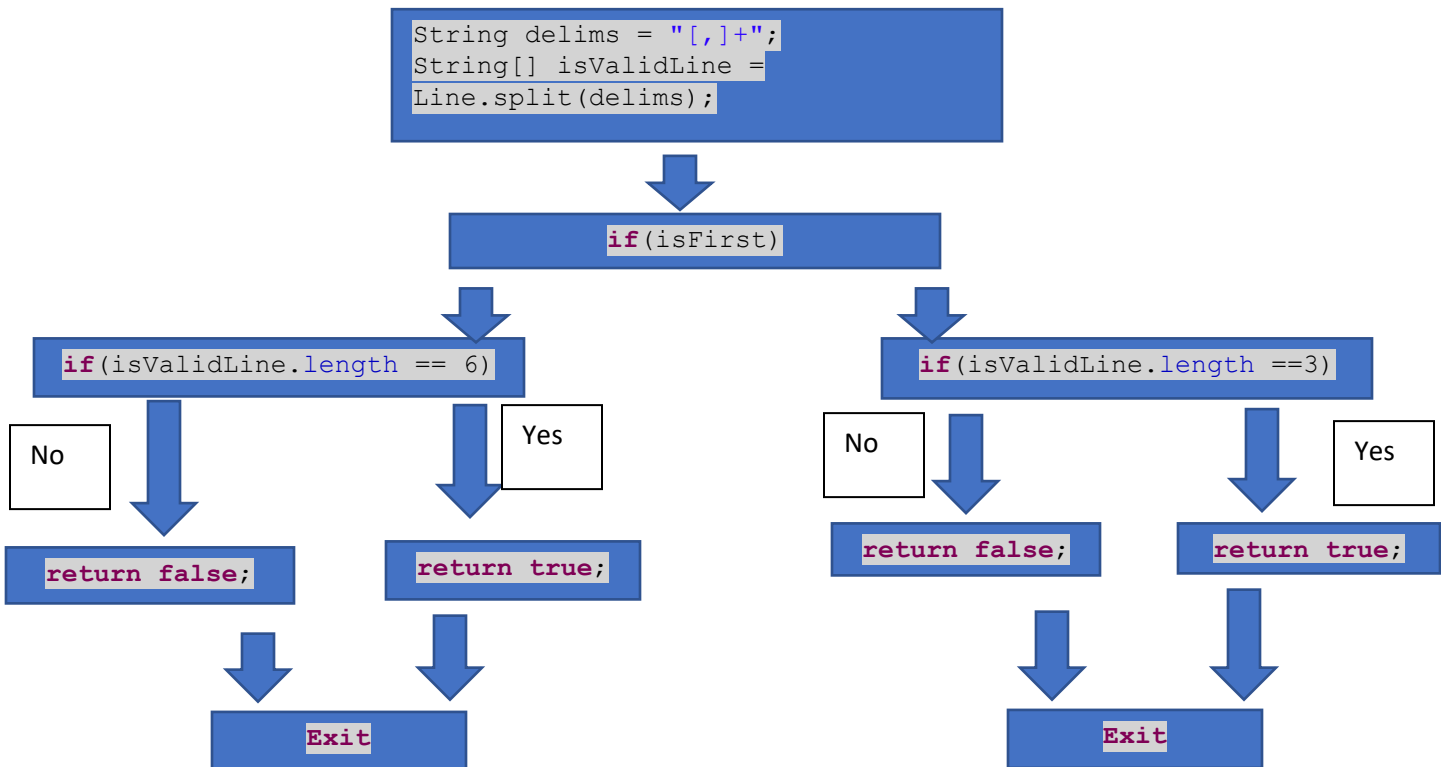 String delims = "[,]+";
String[] isValidLine =
Line.split(delims);
if(isFirst)
if(isValidLine.length == 6)
if(isValidLine.length ==3)
No
Yes
No
Yes
return false;
return true;
return false;
return true;
Exit
Exit